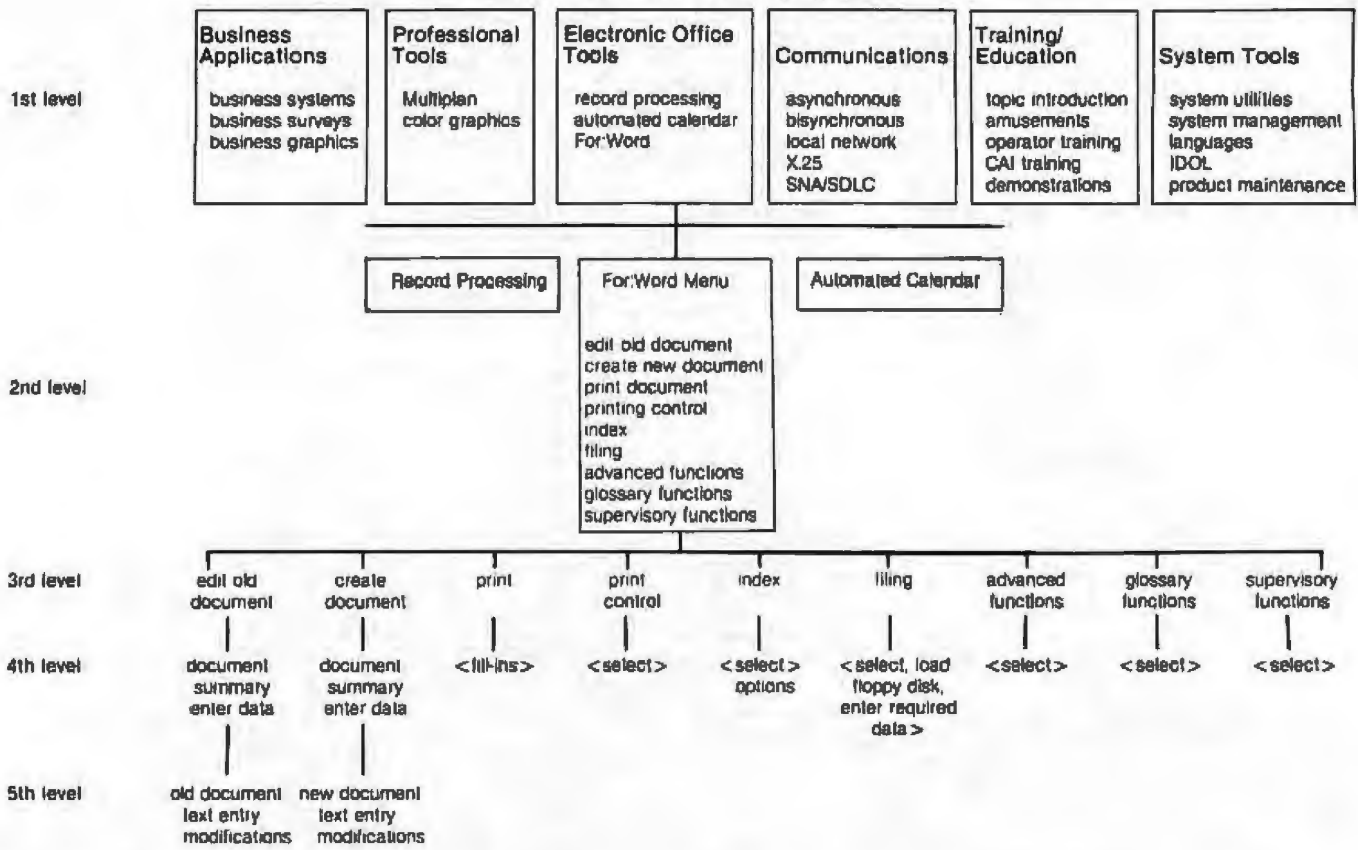 1st level
Business
Applications
business systems
business surveys
business graphics
Professional
Tools
Multiplan
color graphics
Electronic Office
Tools
record processing
automated calendar
For:Word
Communications
asynchronous
bisynchronous
local network
X.25
SNA/SDLC
Training/
Education
topic introduction
amusements
operator training
CAI training
demonstrations
System Tools
system utilities
system management
languages
IDOL
product maintenance
2nd level
Record Processing
For:Word Menu
edit old document
create new document
print document
printing control
index
filing
advanced functions
glossary functions
supervisory functions
Automated Calendar
3rd level
edit old
document
create
document
print
print
control
index
filing
advanced
functions
glossary
functions
supervisory
functions
4th level
document
summary
enter data
document
summary
enter data
<fill-ins>
<select>
<select>
options
<select, load
floppy disk,
enter required
data>
<select>
<select>
<select>
5th level
old document
text entry
modifications
new document
text entry
modifications